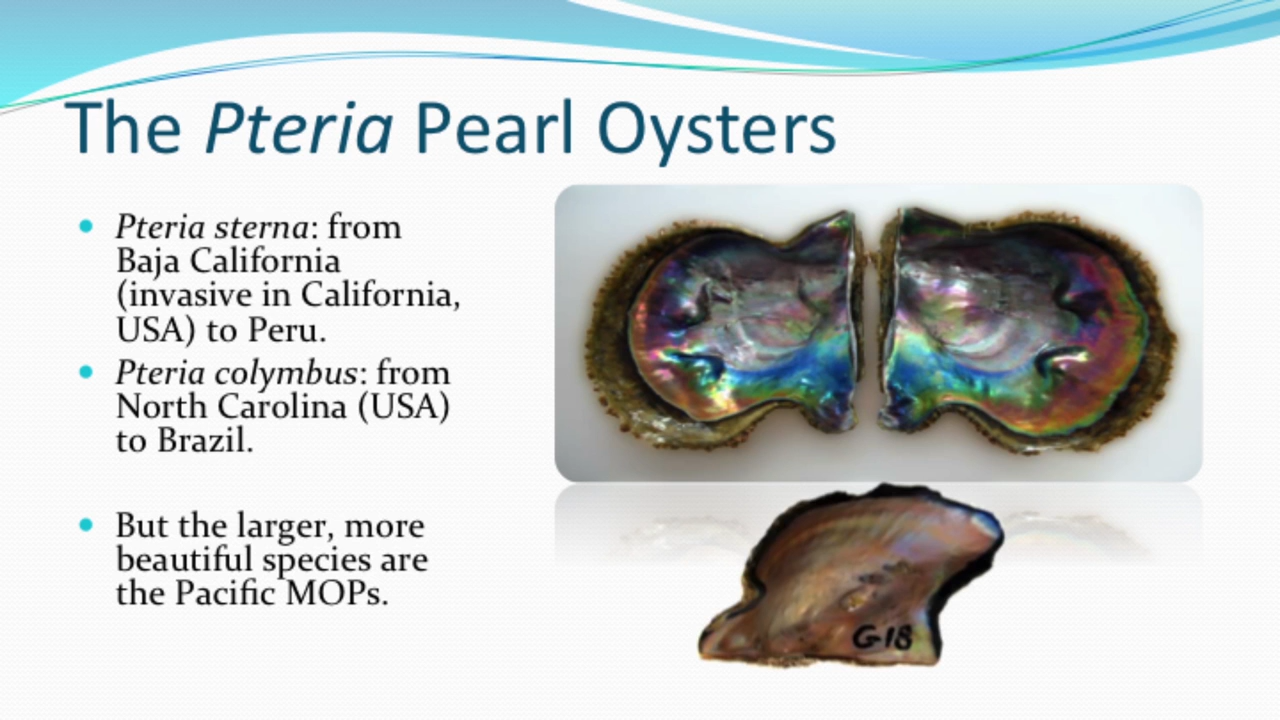 The Pteria Pearl Oysters
• Pteria sterna: from
Baja California
(invasive in California,
USA) to Peru.
• Pteria colymbus: from
North Carolina (USA)
to Brazil.
• But the larger, more
beautiful species are
the Pacific MOPs.
G-18